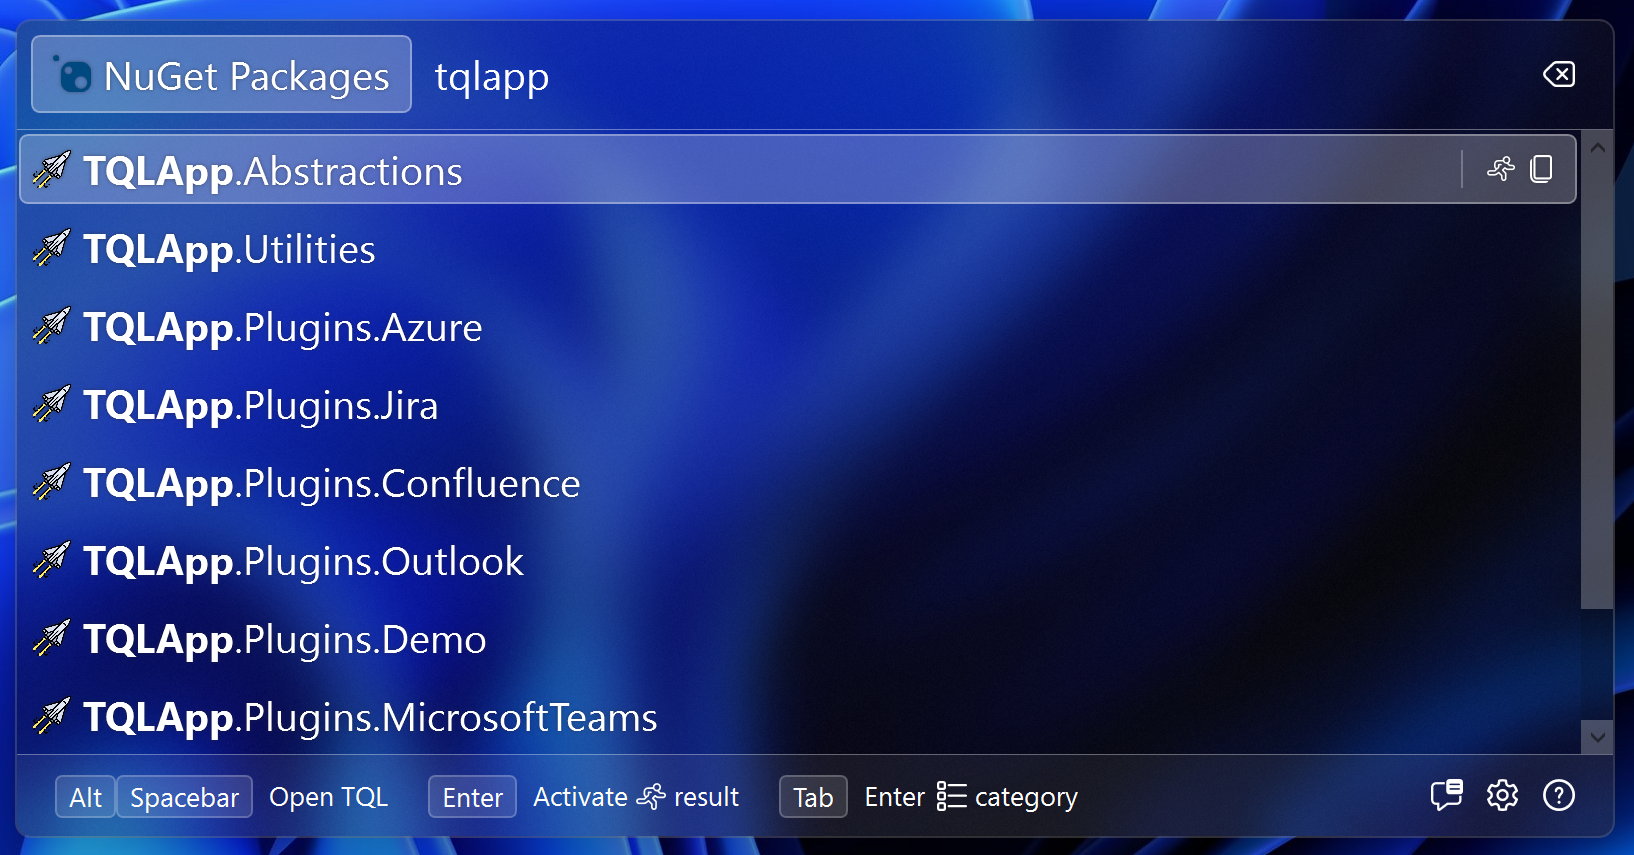 NuGet Packages tqlapp
TQLApp.Abstractions
TQLApp.Utilities
TQLApp.Plugins.Azure
TQLApp.Plugins.Jira
TQLApp.Plugins.Confluence
TQLApp.Plugins.Outlook
TQLApp.Plugins.Demo
TQLApp.Plugins.MicrosoftTeams
Alt Spacebar Open TQL Enter Activate result Tab Enter category